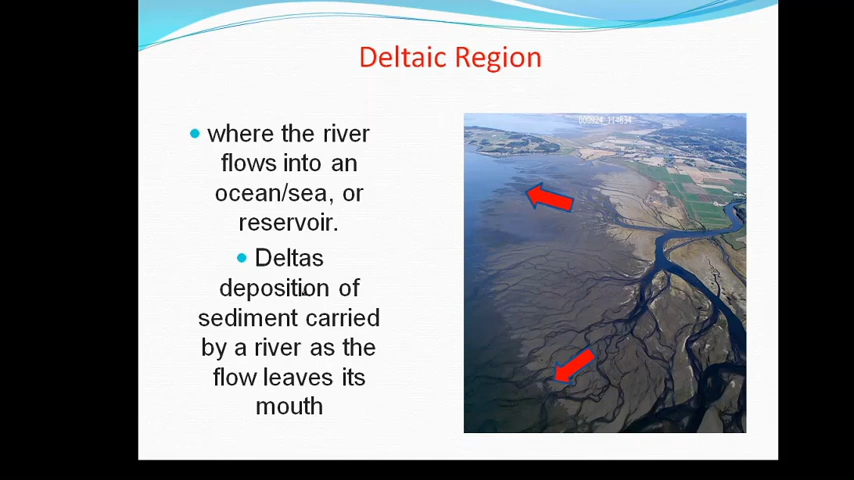 Deltaic Region
where the river
flows into an
ocean/sea, or
reservoir.
Deltas
deposition of
sediment carried
by a river as the
flow leaves its
mouth